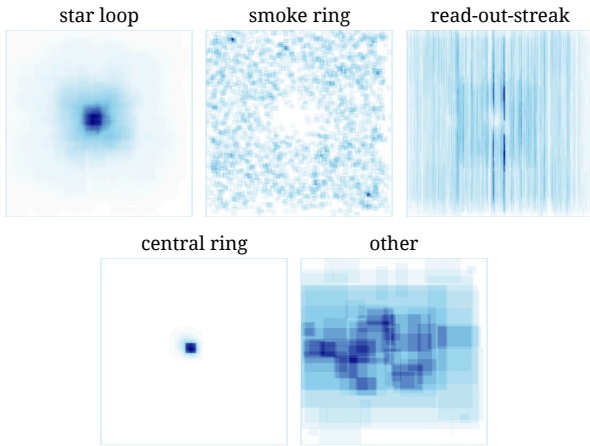 star loop
smoke ring
read-out-streak
central ring
other